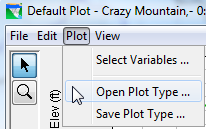 Default Plot - Crazy Mountain,- 0:
File Edit Plot View
Select Variables ...
Open Plot Type ...
Save Plot Type ...
Elev (ft)